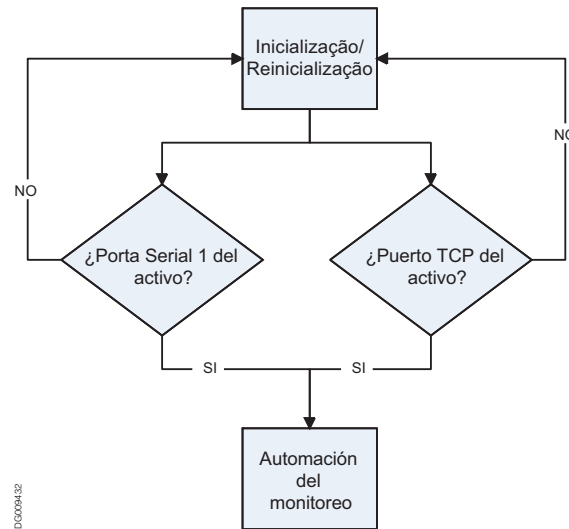 Inicialização/
Reinicialização
NO
NO
¿Porta Serial 1 del
activo?
¿Puerto TCP del
activo?
SI
SI
Automación
del
monitoreo
DG009432